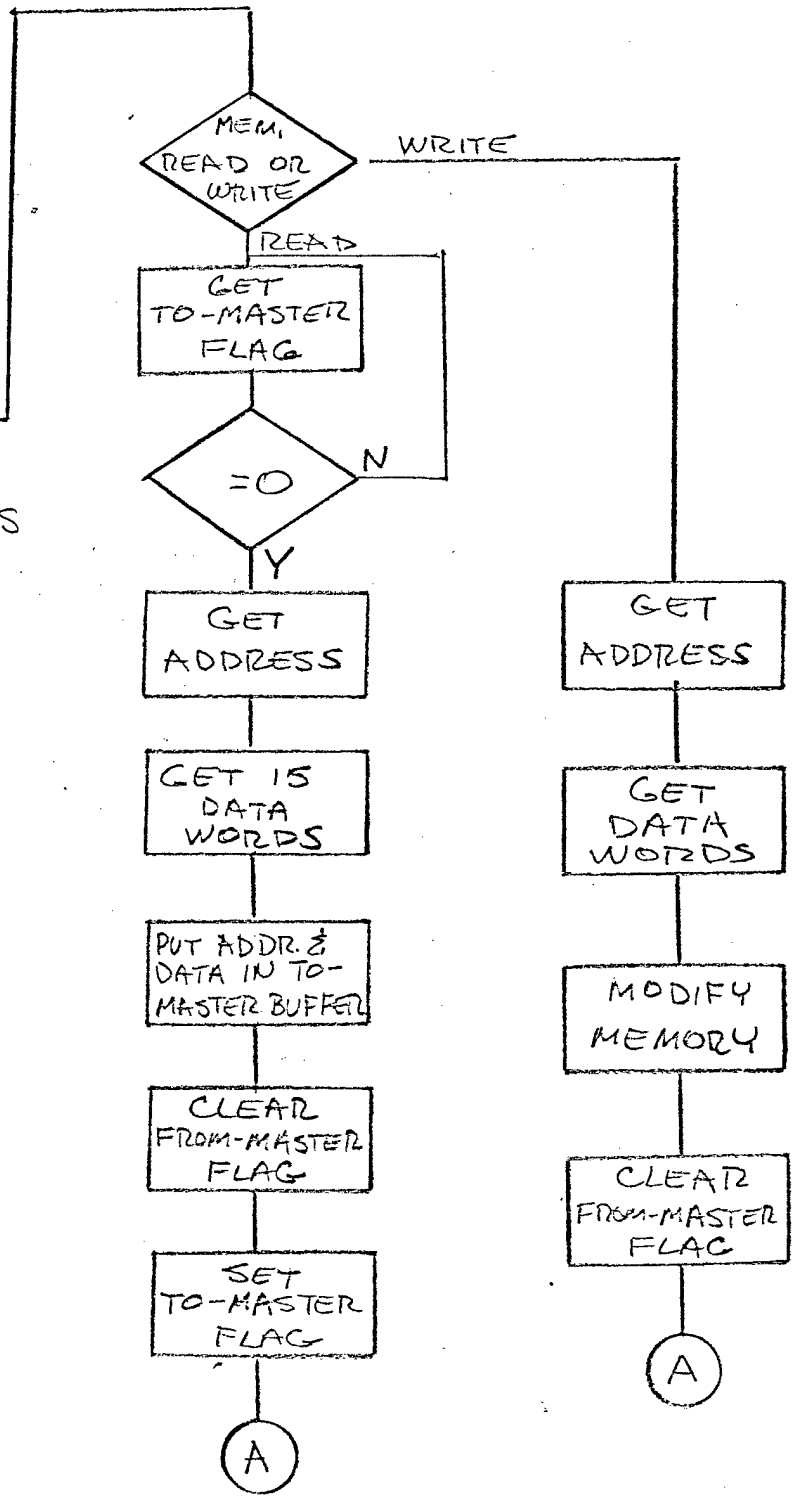 MEM,
READ OR
WRITE
WRITE
READ
GET
TO-MASTER
FLAG
=0
N
S
Y
GET
ADDRESS
GET 15
DATA
WORDS
PUT ADDR. &
DATA IN TO-
MASTER BUFFER
CLEAR
FROM-MASTER
FLAG
SET
TO-MASTER
FLAG
A
GET
ADDRESS
GET
DATA
WORDS
MODIFY
MEMORY
CLEAR
FROM-MASTER
FLAG
A